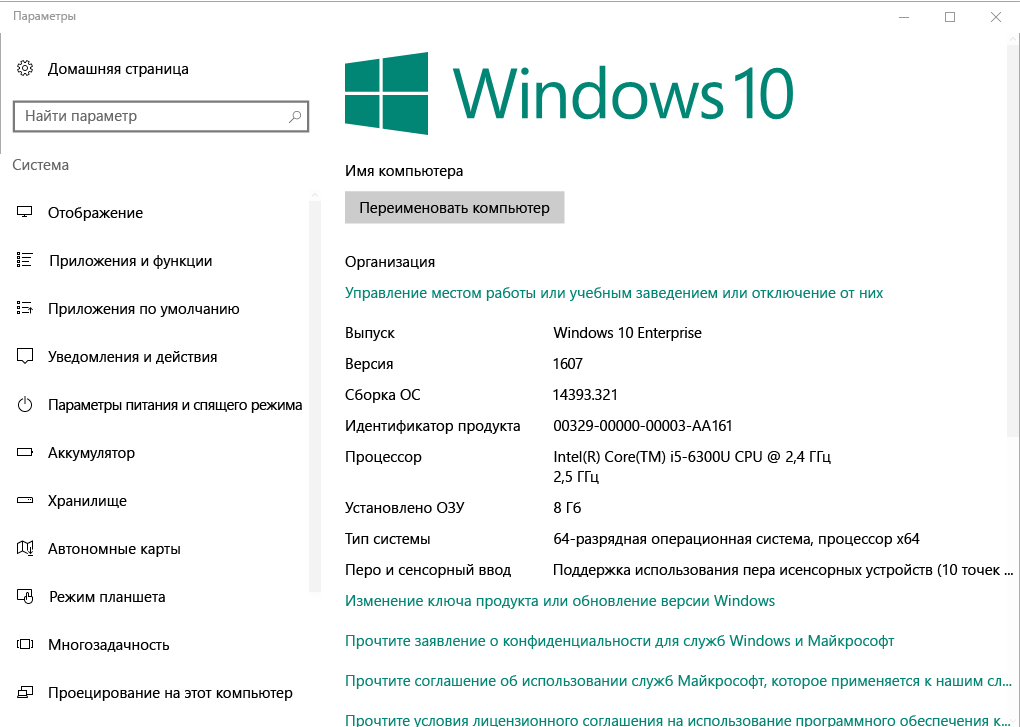 Параметры
Домашняя страница
Найти параметр
Система
Отображение
Приложения и функции
Приложения по умолчанию
Уведомления и действия
Параметры питания и спящего режима
Аккумулятор
Хранилище
Автономные карты
Режим планшета
Многозадачность
Проецирование на этот компьютер
Windows 10
Имя компьютера
Переименовать компьютер
Организация
Управление местом работы или учебным заведением или отключение от них
Выпуск Windows 10 Enterprise
Версия 1607
Сборка ОС 14393.321
Идентификатор продукта 00329-00000-00003-AA161
Процессор Intel(R) Core(TM) i5-6300U CPU @ 2,4 ГГц
2,5 ГГц
Установлено ОЗУ 8 Гб
Тип системы 64-разрядная операционная система, процессор x64
Перо и сенсорный ввод Поддержка использования пера исенсорных устройств (10 точек ...
Изменение ключа продукта или обновление версии Windows
Прочтите заявление о конфиденциальности для служб Windows и Майкрософт
Прочтите соглашение об использовании служб Майкрософт, которое применяется к нашим сл...
Прочтите условия лицензионного соглашения на использование программного обеспечения к...